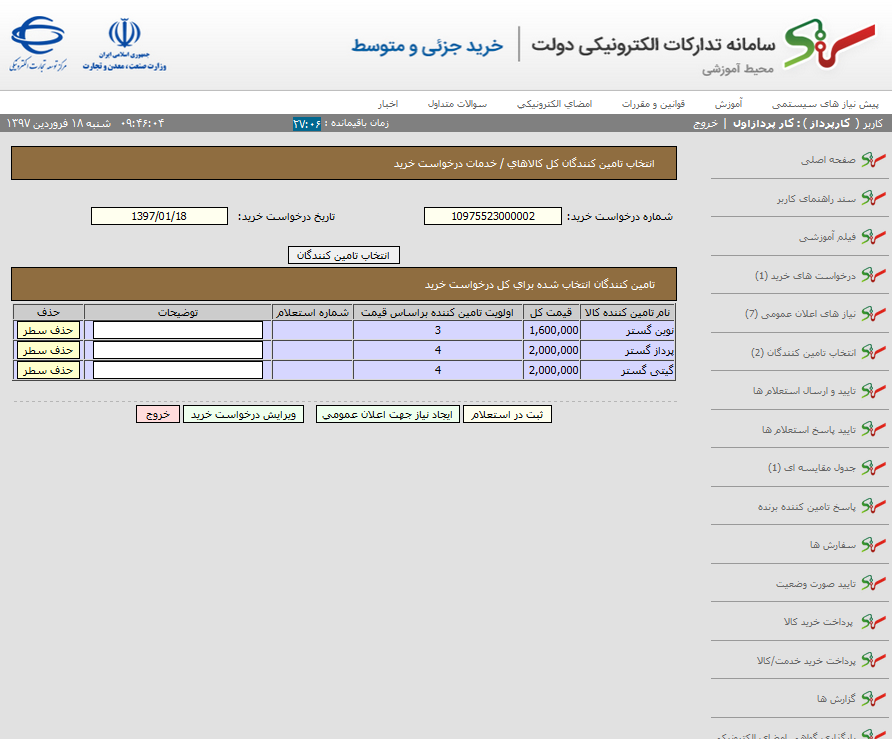 سامانه تدارکات الکترونیکی دولت
محیط آموزشی
خرید جزئی و متوسط
جمهوری اسلامی ایران
وزارت صنعت، معدن و تجارت
مرکز توسعه تجارت الکترونیکی
پیش نیاز های سیستمی آموزش قوانین و مقررات امضای الکترونیکی سوالات متداول اخبار
کاربر ( کارپرداز ) : کار پردازاول | خروج زمان باقیمانده : ۲۷:۰۶ ۰۹:۴۶:۰۴ شنبه ۱۸ فروردین ۱۳۹۷
صفحه اصلی
سند راهنمای کاربر
فیلم آموزشی
درخواست های خرید (1)
نیاز های اعلان عمومی (7)
انتخاب تامین کنندگان (2)
تایید و ارسال استعلام ها
تایید پاسخ استعلام ها
جدول مقایسه ای (1)
پاسخ تامین کننده برنده
سفارش ها
تایید صورت وضعیت
پرداخت خرید کالا
پرداخت خرید خدمت/کالا
گزارش ها
بارگذاری گواهی امضای الکترونیکی
انتخاب تامین کنندگان کل کالاهاي / خدمات درخواست خرید
شماره درخواست خرید: 10975523000002 تاریخ درخواست خرید: 1397/01/18
انتخاب تامین کنندگان
تامین کنندگان انتخاب شده براي کل درخواست خرید
نام تامین کننده کالا قیمت کل اولویت تامین کننده براساس قیمت شماره استعلام توضیحات حذف
نوین گستر 1,600,000 3 حذف سطر
پرداز گستر 2,000,000 4 حذف سطر
گیتی گستر 2,000,000 4 حذف سطر
ثبت در استعلام ایجاد نیاز جهت اعلان عمومي ویرایش درخواست خرید خروج